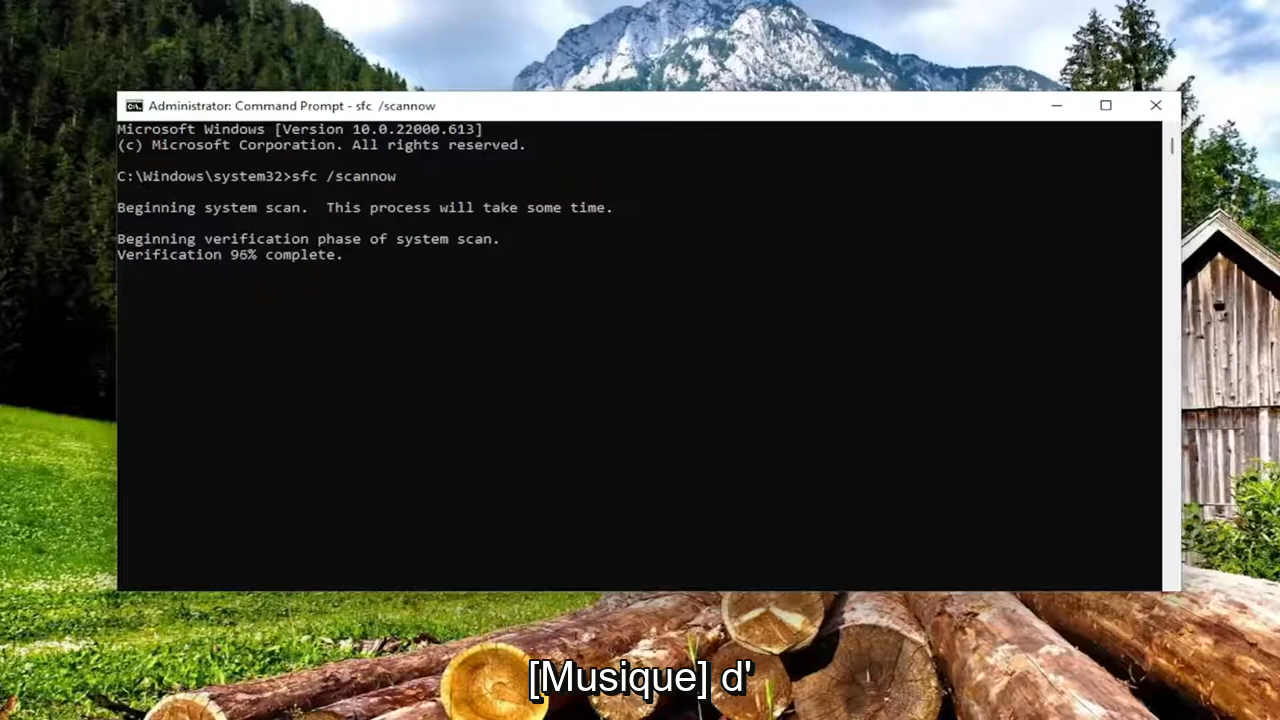 Administrator: Command Prompt - sfc /scannow
Microsoft Windows [Version 10.0.22000.613]
(c) Microsoft Corporation. All rights reserved.
C:\Windows\system32>sfc /scannow
Beginning system scan.  This process will take some time.
Beginning verification phase of system scan.
Verification 96% complete.
[Musique] d'